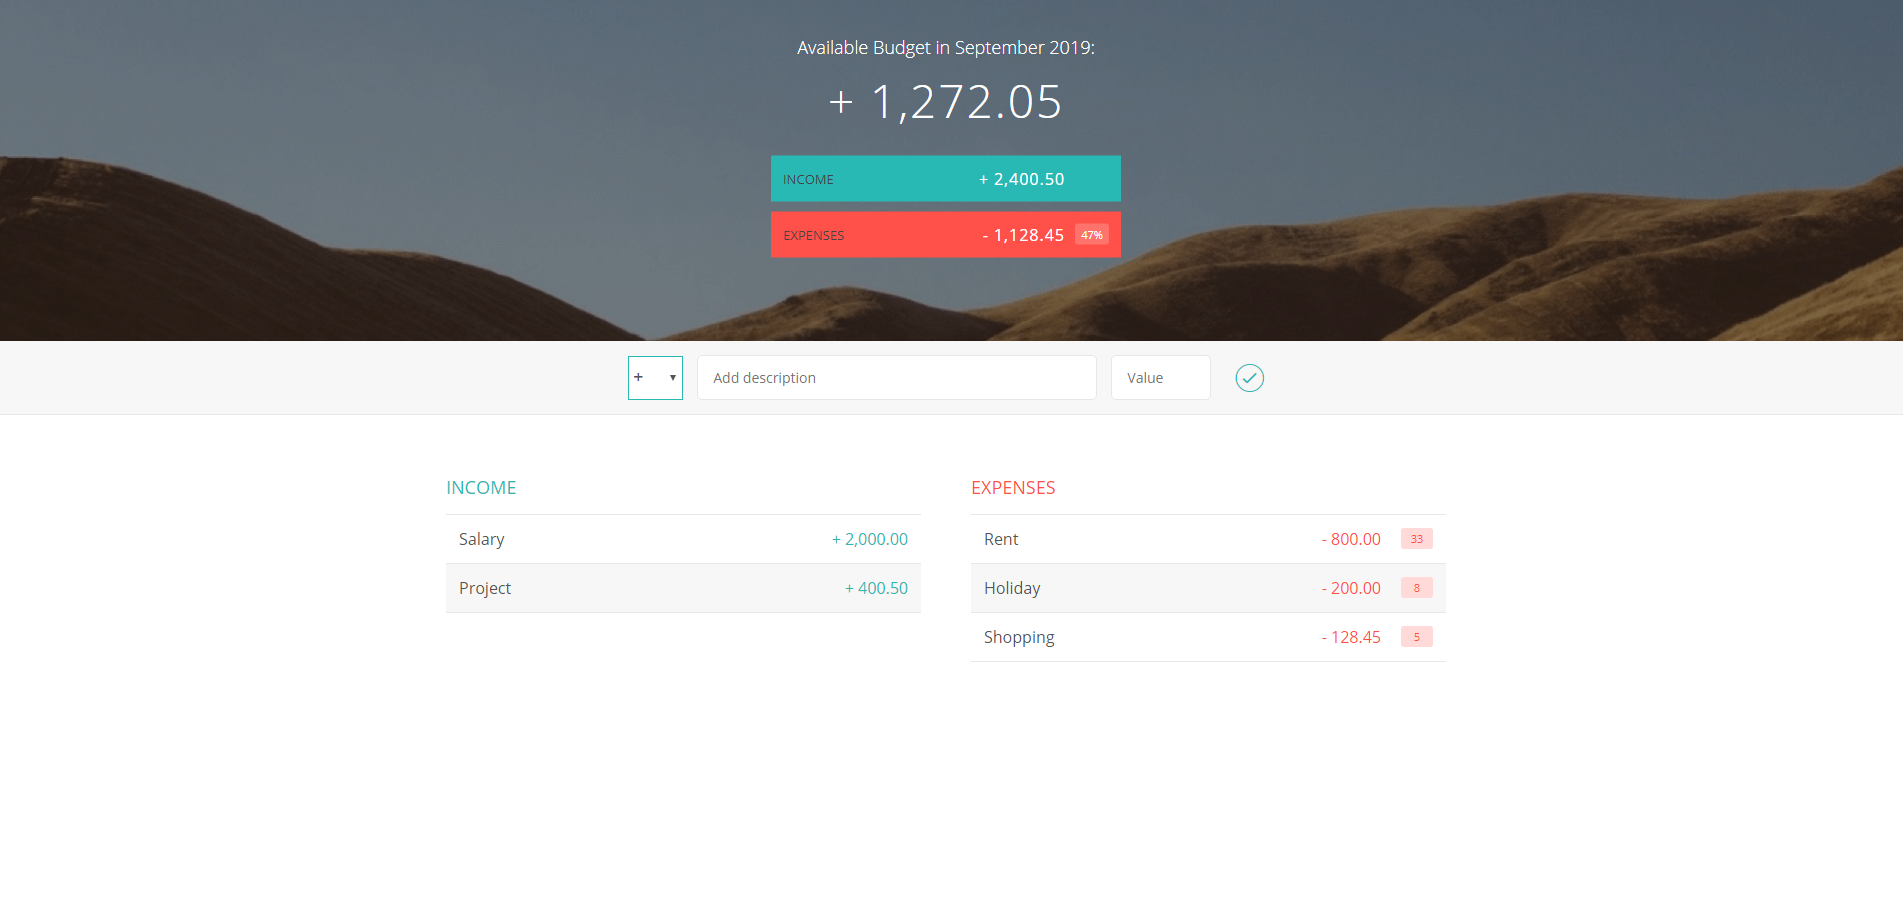 Available Budget in September 2019:
+ 1,272.05
INCOME + 2,400.50
EXPENSES - 1,128.45 47%
+ Add description Value
INCOME
Salary + 2,000.00
Project + 400.50
EXPENSES
Rent - 800.00 33
Holiday - 200.00 8
Shopping - 128.45 5